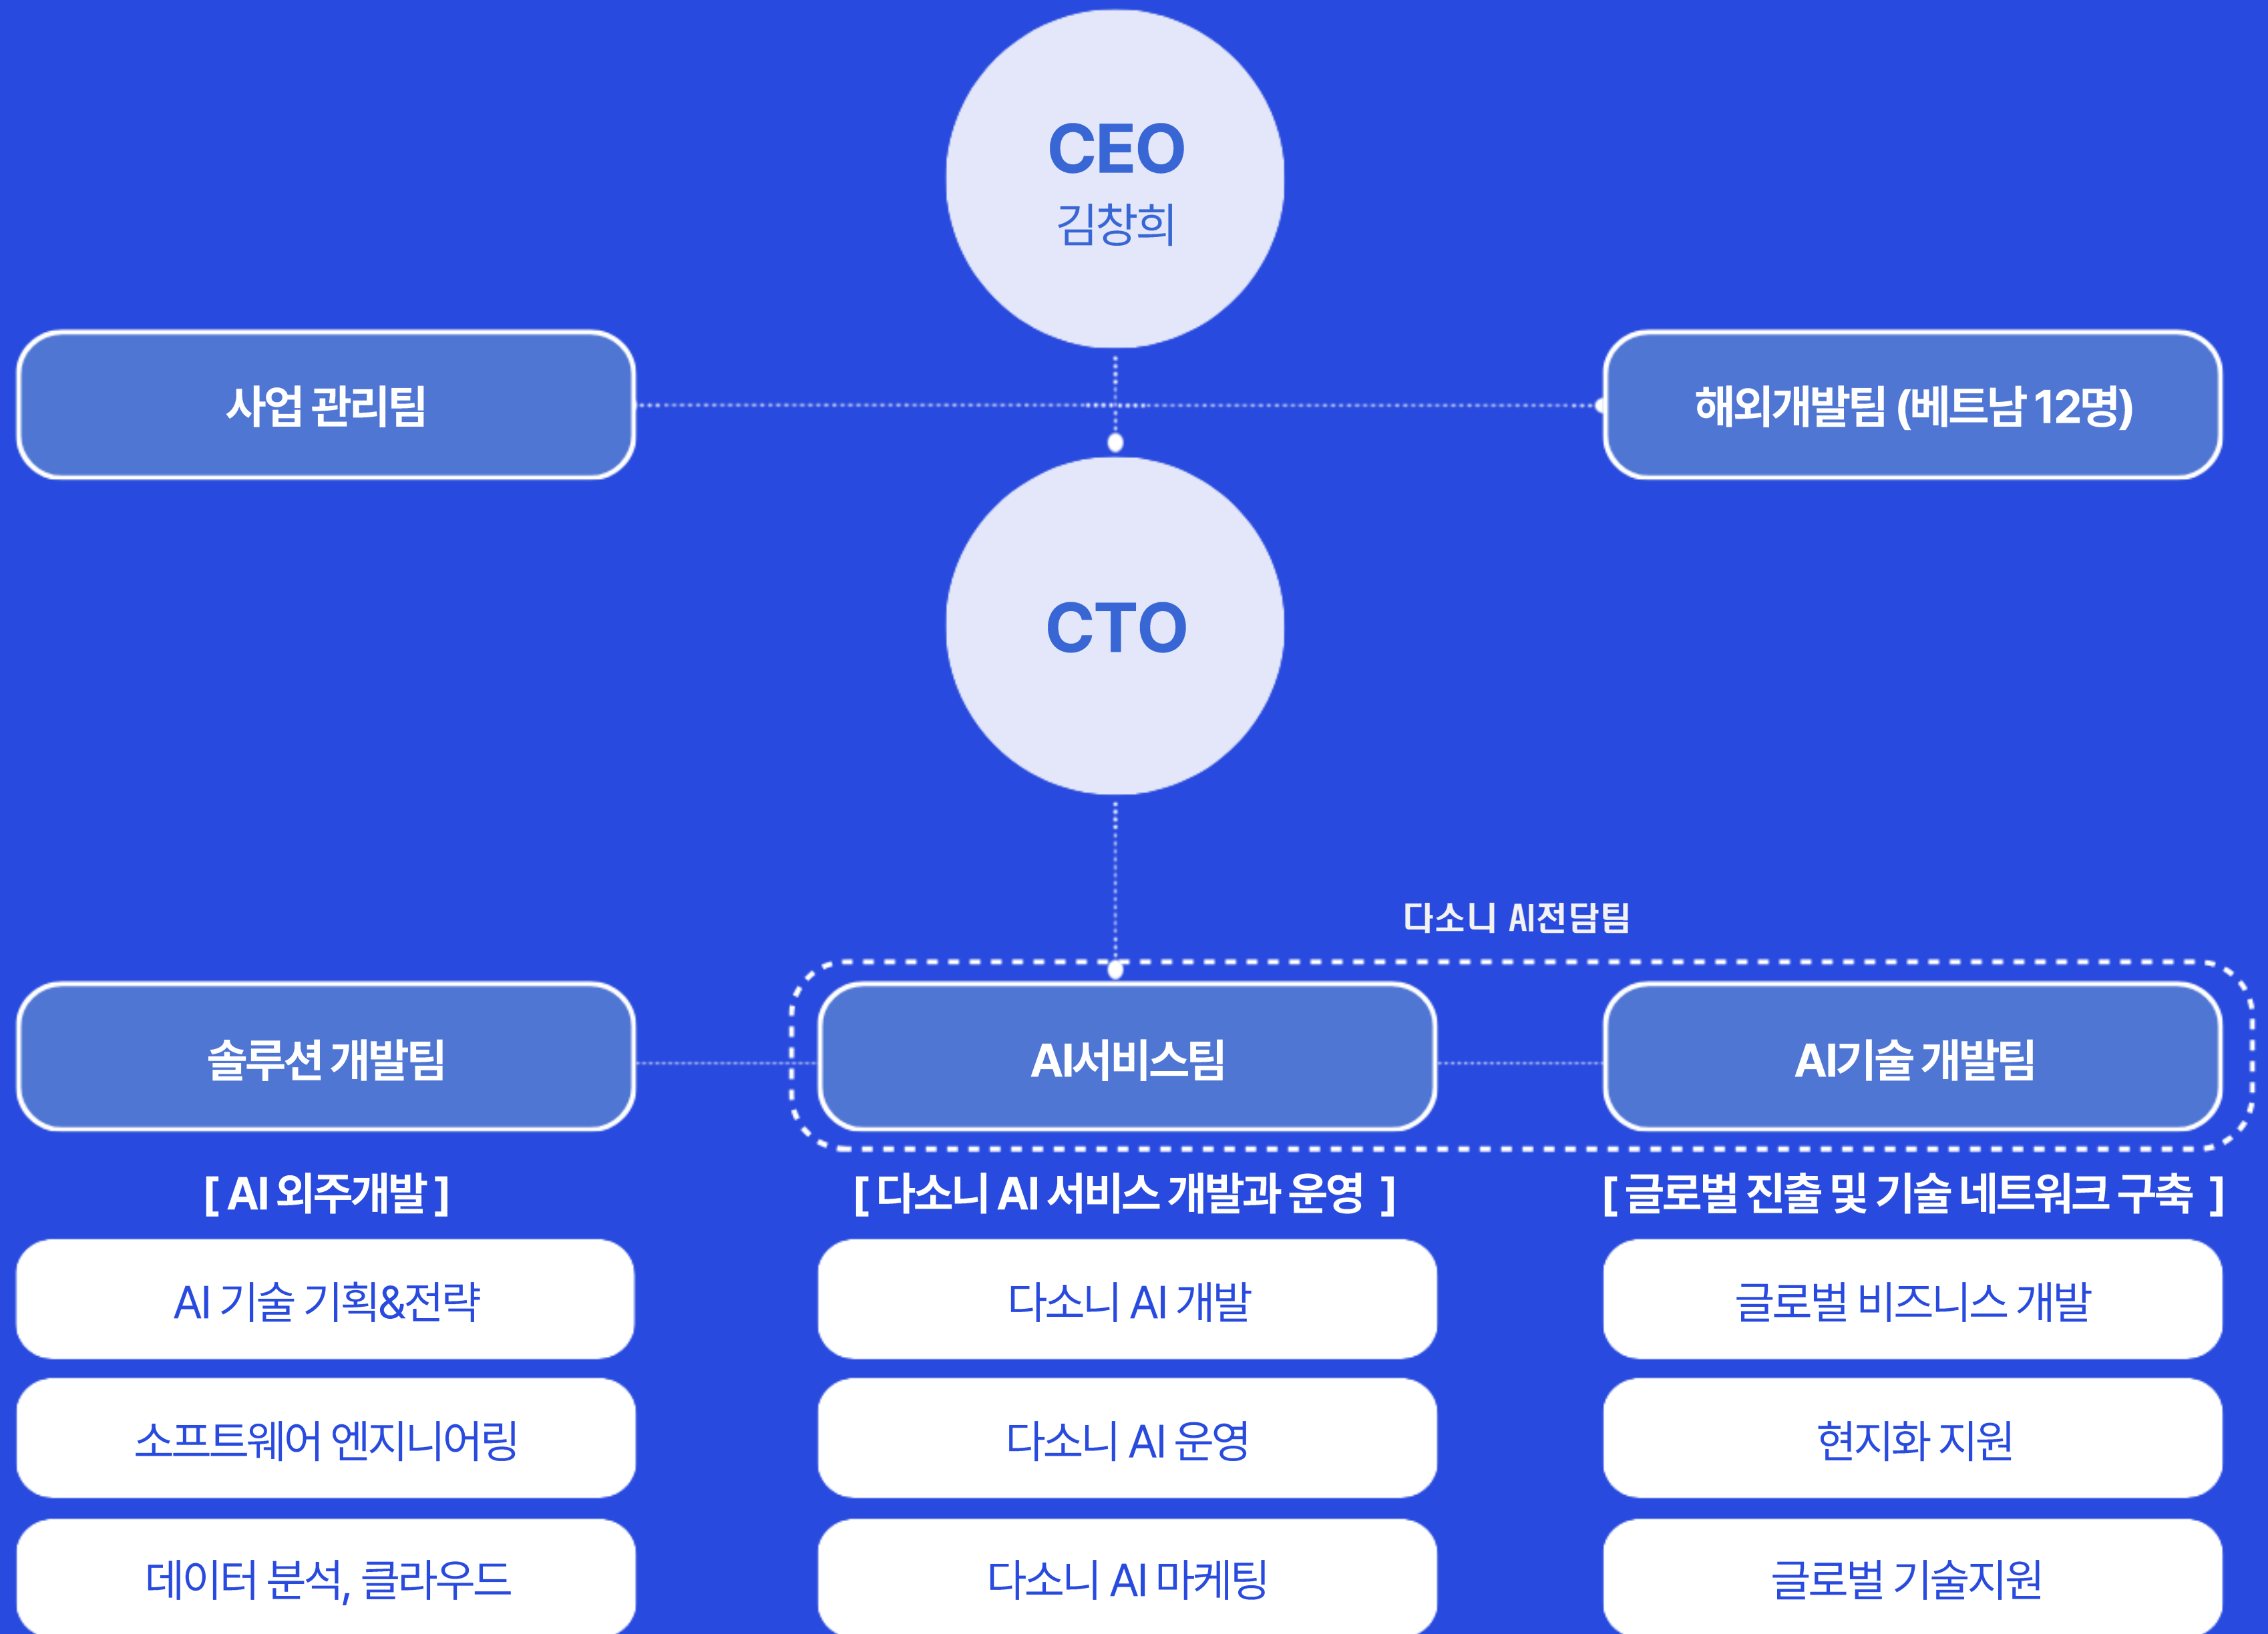 CEO
김창희
사업 관리팀
해외개발팀 (베트남 12명)
CTO
다소니 AI전담팀
솔루션 개발팀
AI서비스팀
AI기술 개발팀
[ AI 외주개발 ]
[ 다소니 AI 서비스 개발과 운영 ]
[ 글로벌 진출 및 기술 네트워크 구축 ]
AI 기술 기획&전략
다소니 AI 개발
글로벌 비즈니스 개발
소프트웨어 엔지니어링
다소니 AI 운영
현지화 지원
데이터 분석, 클라우드
다소니 AI 마케팅
글로벌 기술지원